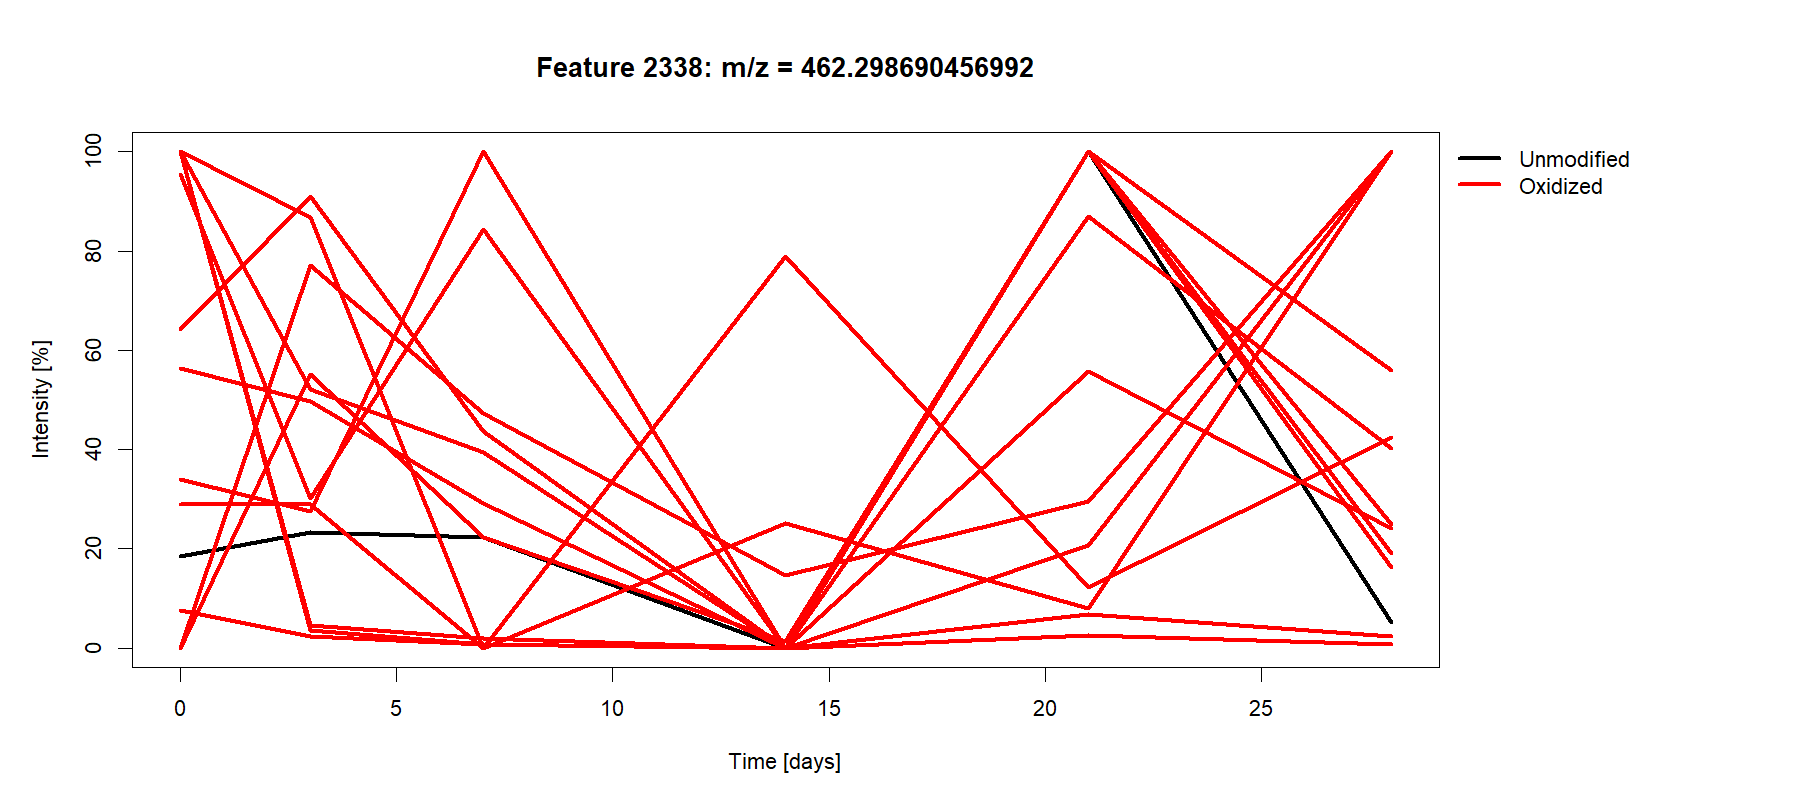 Feature 2338: m/z = 462.298690456992
Unmodified
Oxidized
Intensity [%]
100
80
60
40
20
0
0 5 10 15 20 25
Time [days]